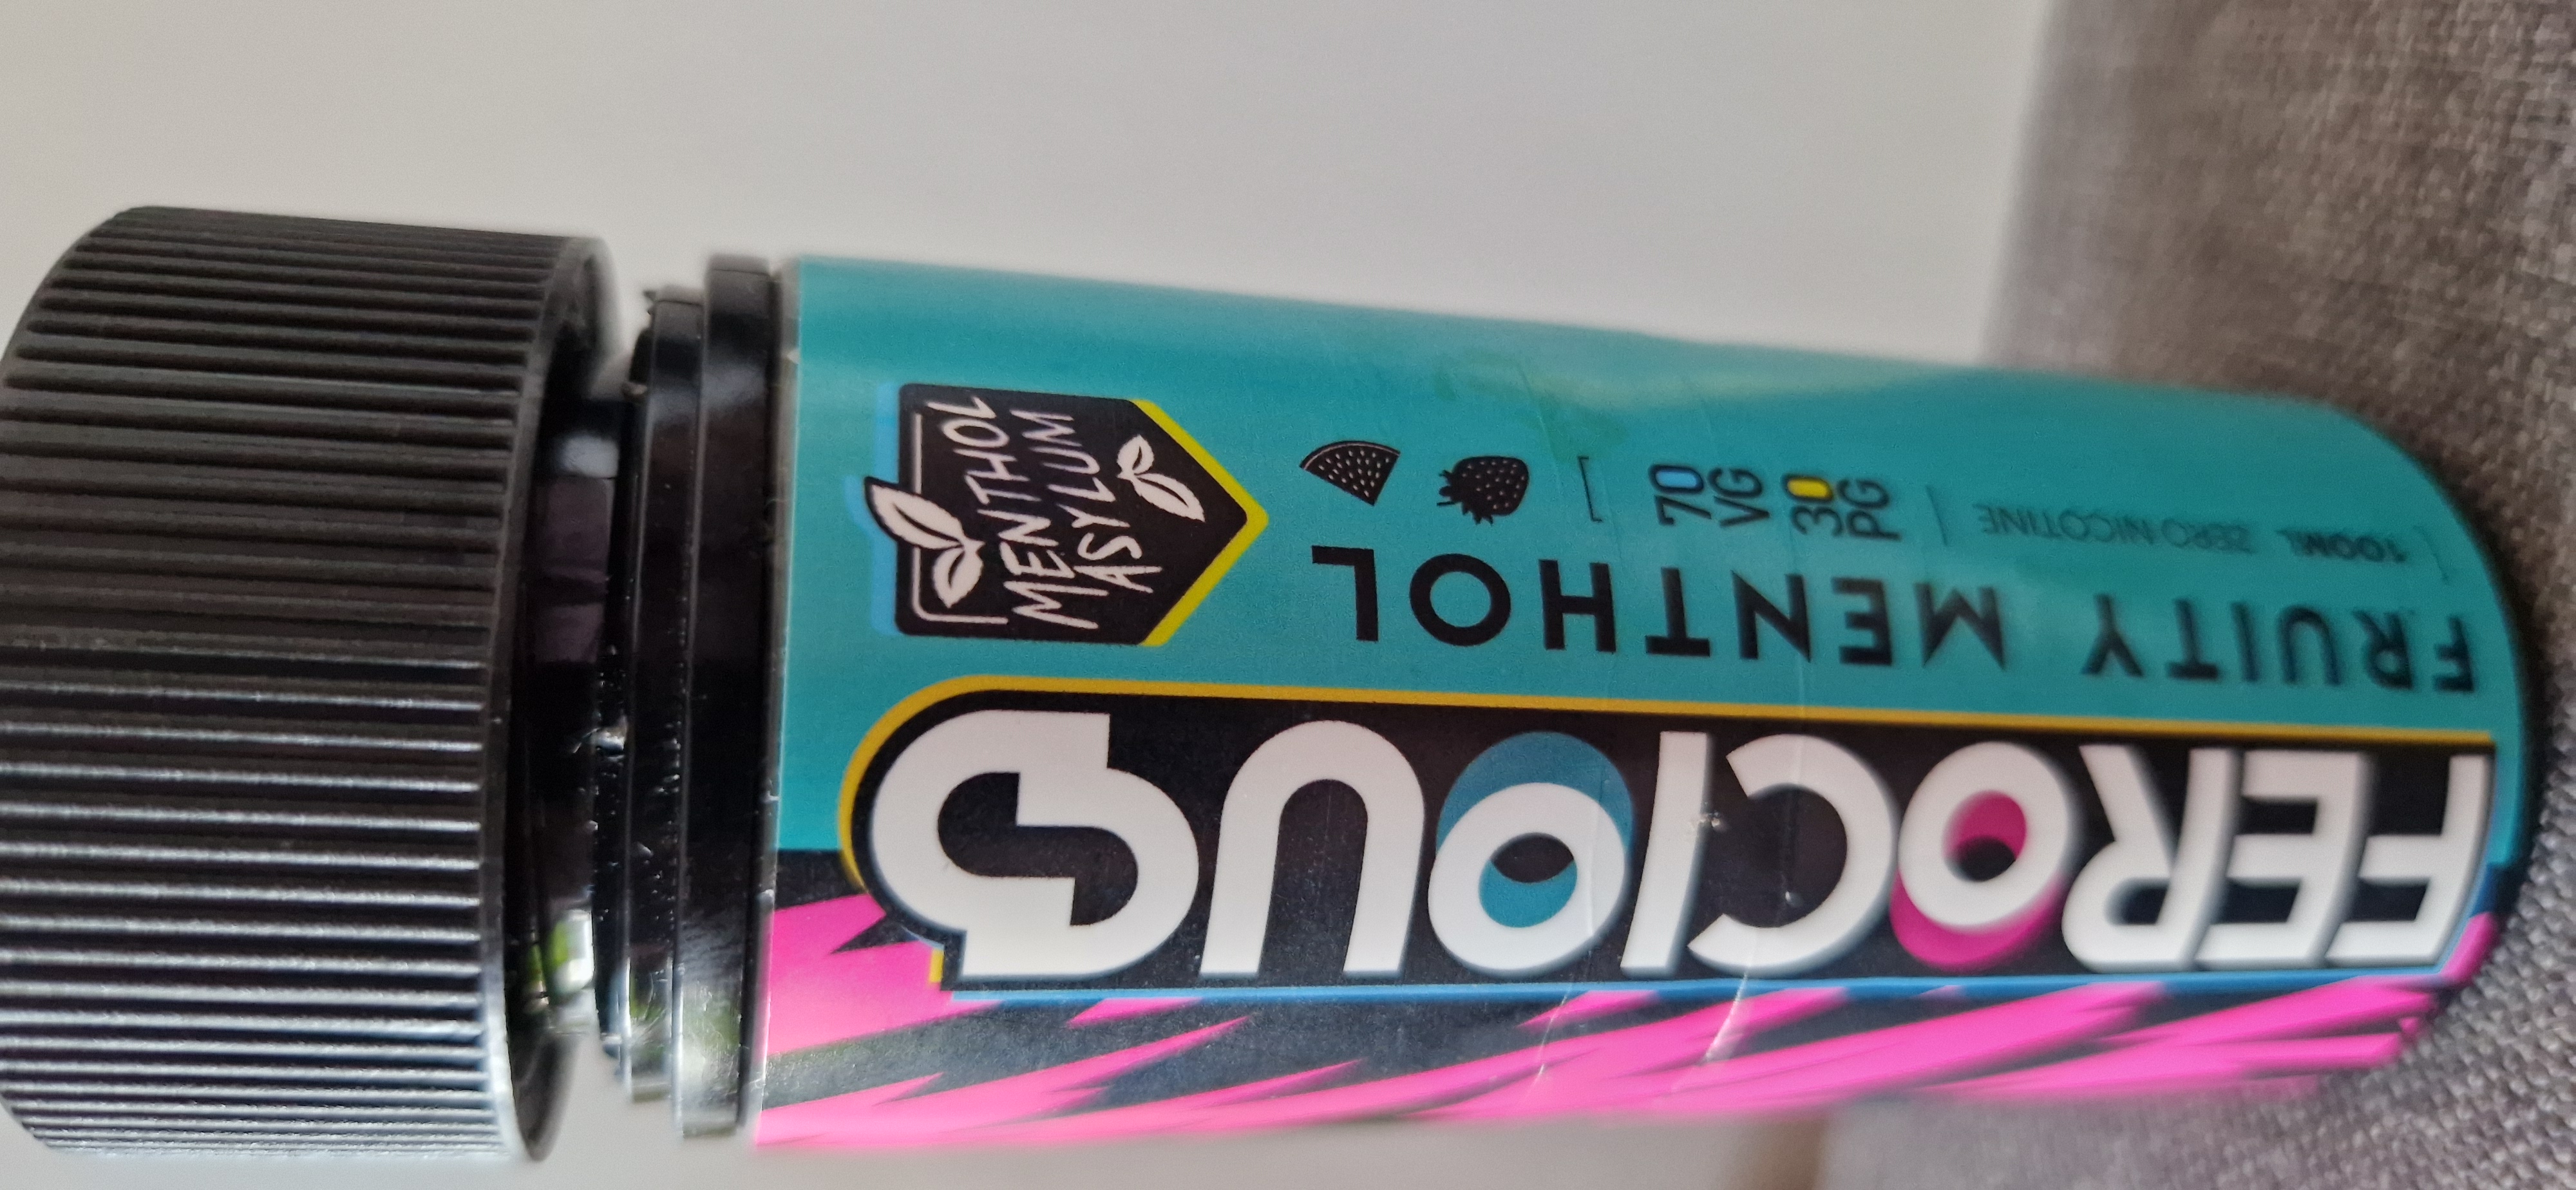 MENTHOL
ASYLUM
FEROCIOUS
FRUITY MENTHOL
70
VG
30
PG
100ML ZERO NICOTINE